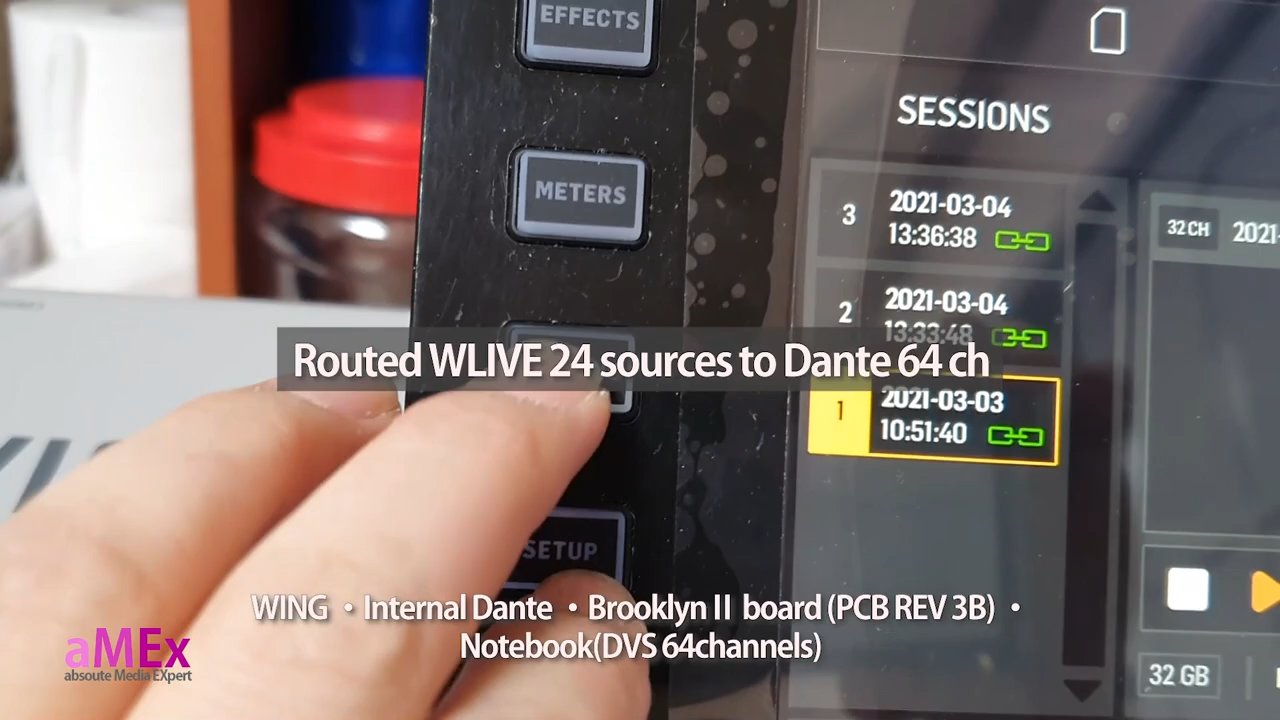 EFFECTS
METERS
SETUP
SESSIONS
3
2021-03-04
13:36:38
2
2021-03-04
13:33:48
1
2021-03-03
10:51:40
32 CH
2021-
32 GB
Routed WLIVE 24 sources to Dante 64 ch
WING • Internal Dante • Brooklyn II board (PCB REV 3B) •
Notebook(DVS 64channels)
aMEx
absoute Media EXpert